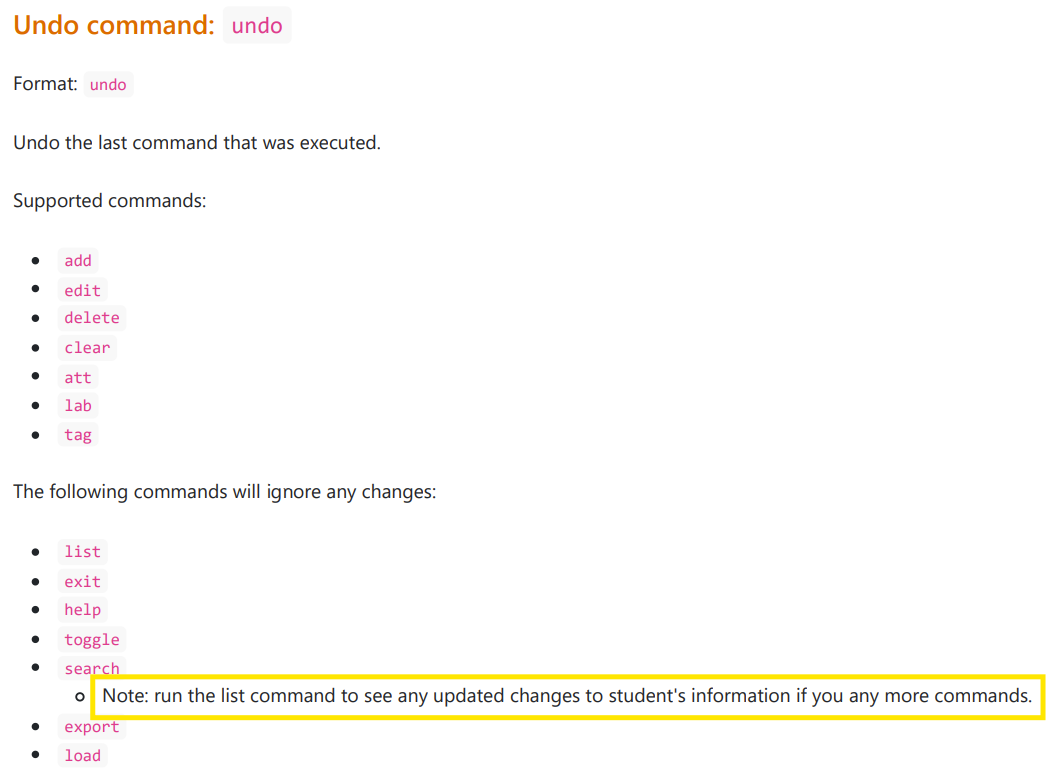 Undo command: undo
Format: undo
Undo the last command that was executed.
Supported commands:
add
edit
delete
clear
att
lab
tag
The following commands will ignore any changes:
list
exit
help
toggle
search
Note: run the list command to see any updated changes to student's information if you any more commands.
export
load